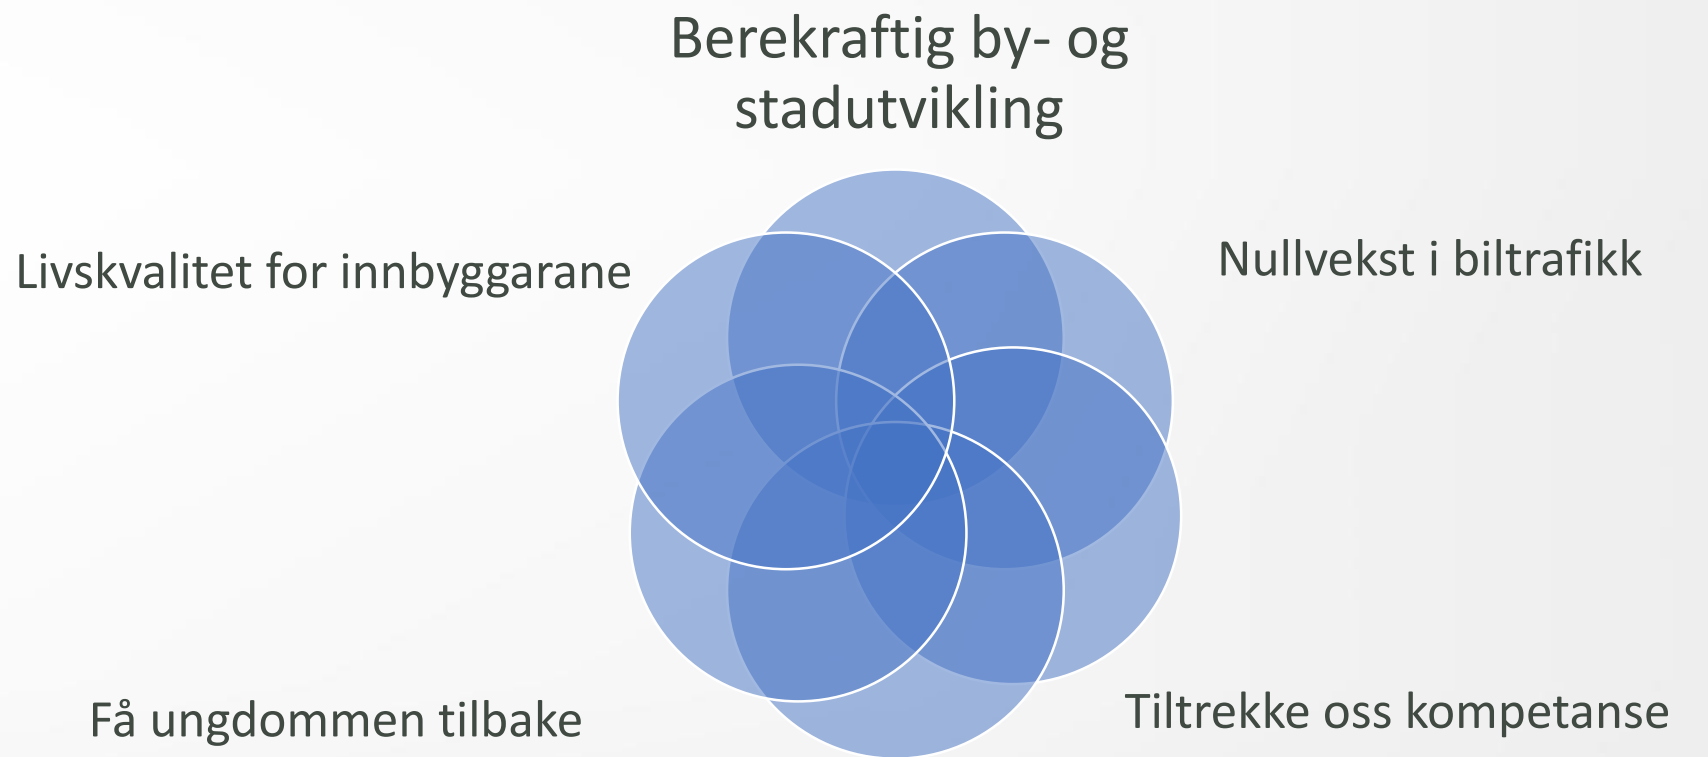 Berekraftig by- og
stadutvikling
Livskvalitet for innbyggarane
Nullvekst i biltrafikk
Få ungdommen tilbake
Tiltrekke oss kompetanse